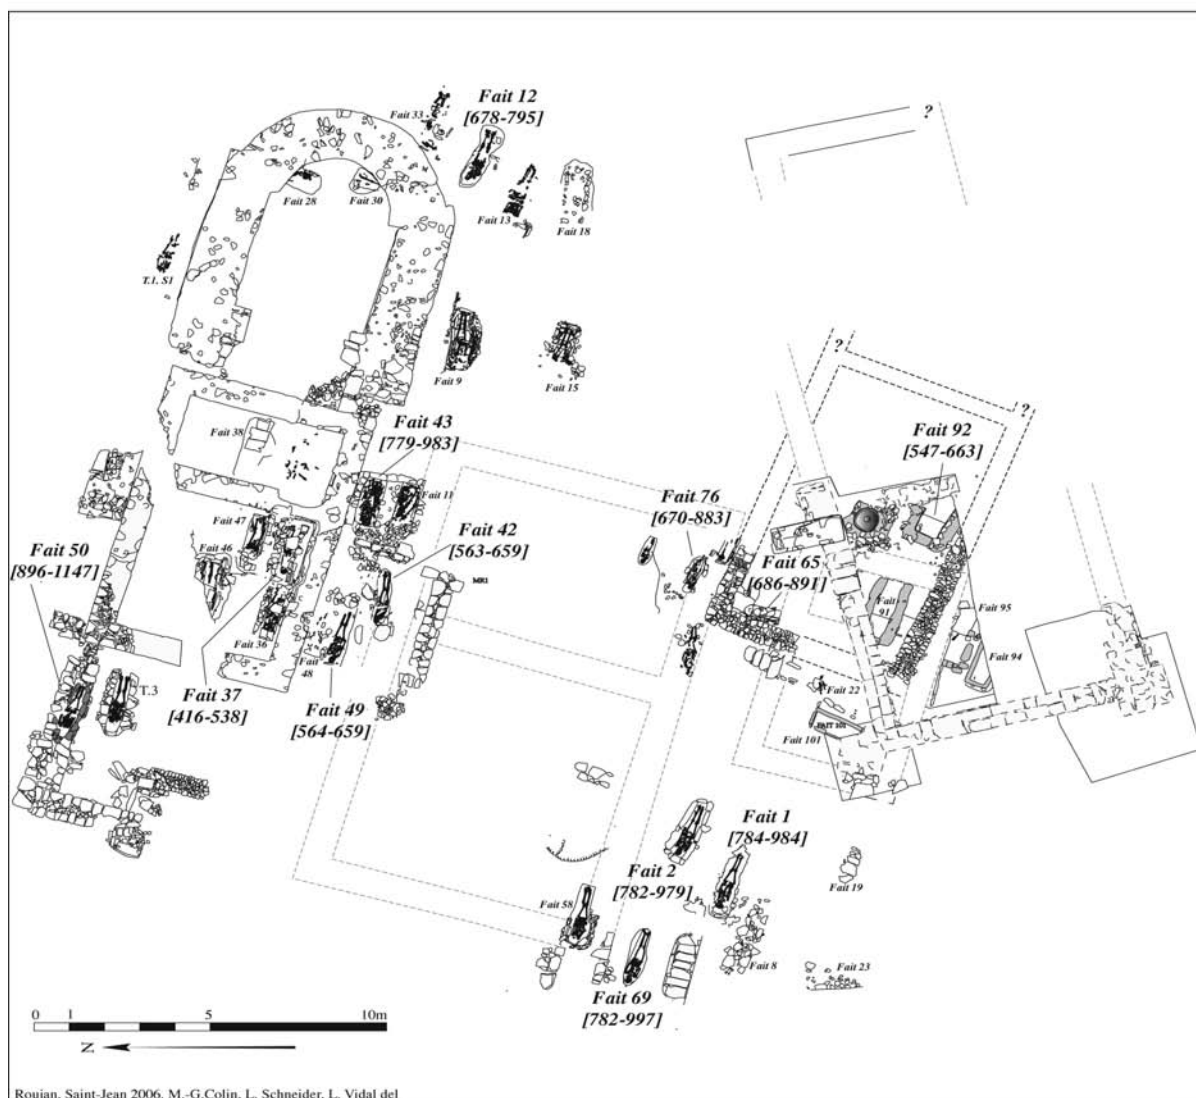 ?
Fait 12
[678-795]
Fait 33
Fait 28
Fait 30
Fait 13
Fait 18
T.1. S1
Fait 9
Fait 15
?
?
Fait 38
Fait 43
[779-983]
Fait 11
Fait 92
[547-663]
Fait 76
[670-883]
Fait 47
Fait 46
Fait 42
[563-659]
Fait 50
[896-1147]
MR1
Fait 65
[686-891]
Fait
91
Fait 95
Fait 94
Fait 36
Fait
48
T.3
Fait 37
[416-538]
Fait 49
[564-659]
Fait 22
FAIT 101
Fait 101
Fait 1
[784-984]
Fait 2
[782-979]
Fait 19
Fait 58
Fait 8
Fait 23
Fait 69
[782-997]
0 1 5 10m
N
Roujan, Saint-Jean 2006, M.-G.Colin, L. Schneider, L. Vidal del